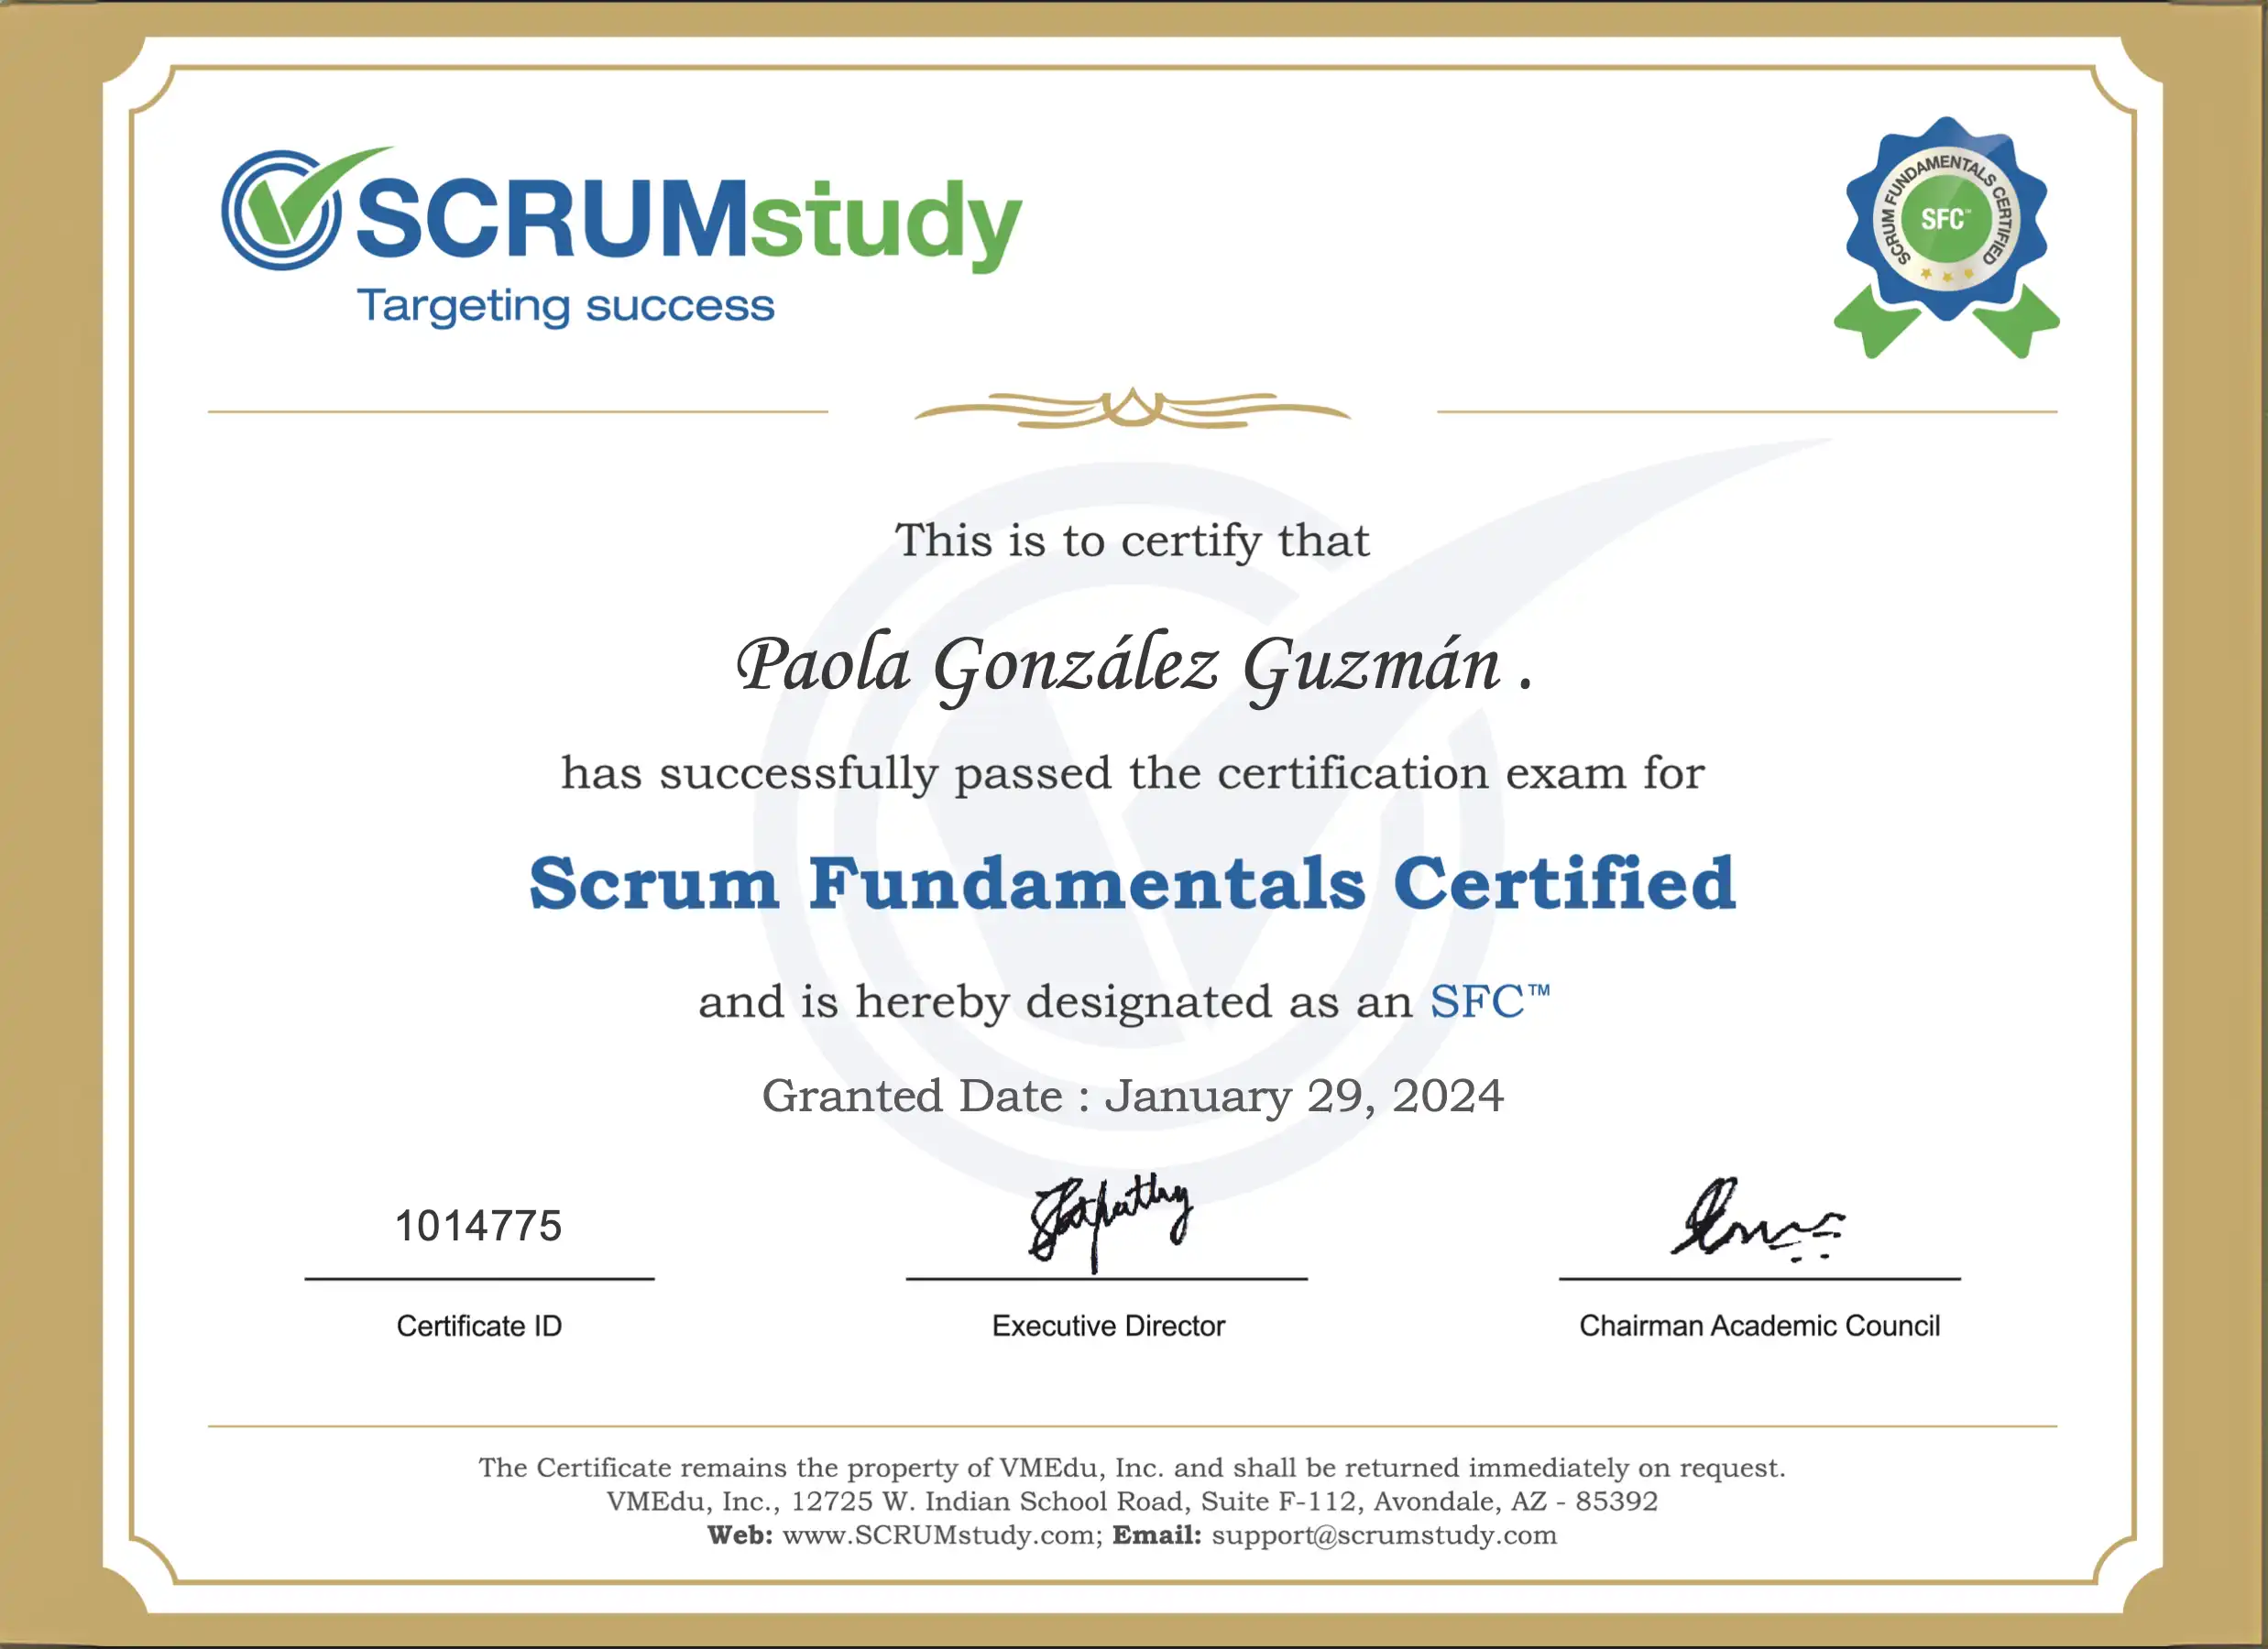 SCRUMstudy
Targeting success
SCRUM FUNDAMENTALS CERTIFIED
SFC™
This is to certify that
Paola González Guzmán .
has successfully passed the certification exam for
Scrum Fundamentals Certified
and is hereby designated as an SFC™
Granted Date : January 29, 2024
1014775
Certificate ID
Executive Director
Chairman Academic Council
The Certificate remains the property of VMEdu, Inc. and shall be returned immediately on request.
VMEdu, Inc., 12725 W. Indian School Road, Suite F-112, Avondale, AZ - 85392
Web: www.SCRUMstudy.com; Email: support@scrumstudy.com